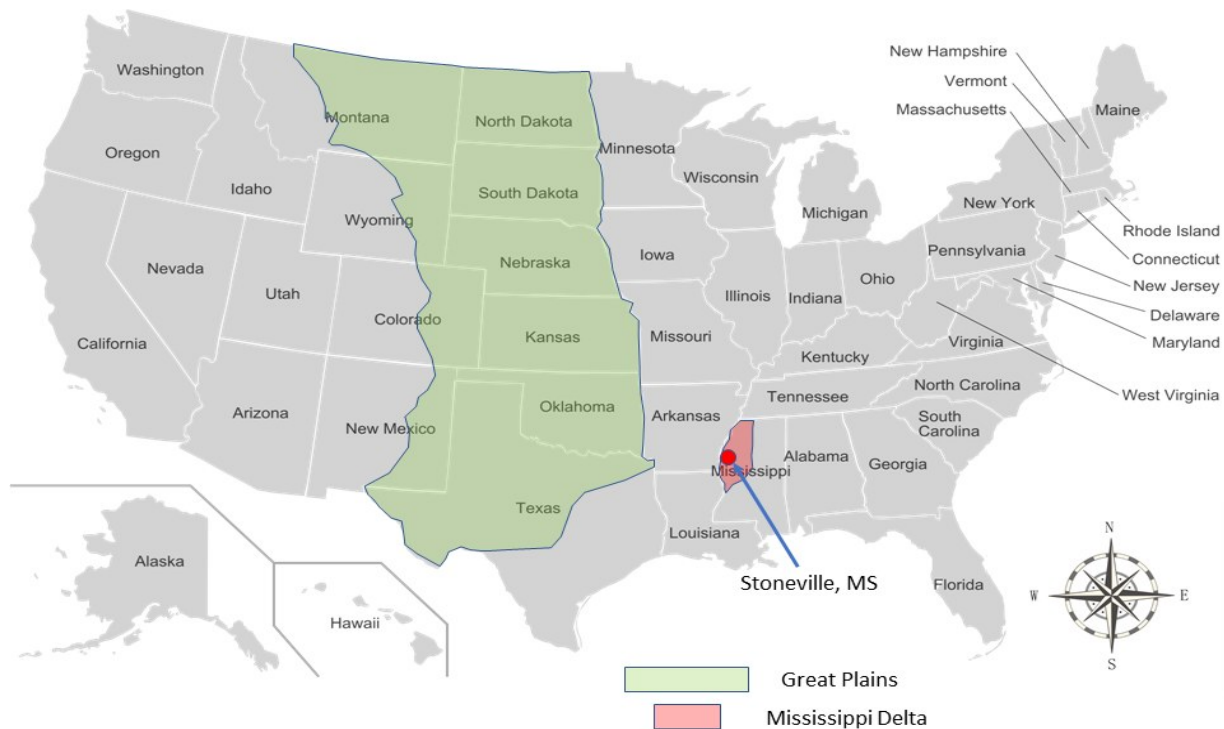 New Hampshire
Washington
Vermont
Massachusetts
Maine
Montana
North Dakota
Minnesota
Oregon
Idaho
South Dakota
Wisconsin
Michigan
New York
Wyoming
Rhode Island
Pennsylvania
Connecticut
Nevada
Nebraska
Iowa
New Jersey
Utah
Illinois
Indiana
Ohio
Delaware
California
Colorado
Kansas
Missouri
Virginia
Maryland
Kentucky
West Virginia
North Carolina
Tennessee
Arizona
New Mexico
Oklahoma
Arkansas
South
Carolina
Mississippi
Alabama
Georgia
Texas
Louisiana
N
W
E
S
Alaska
Stoneville, MS
Florida
Hawaii
Great Plains
Mississippi Delta